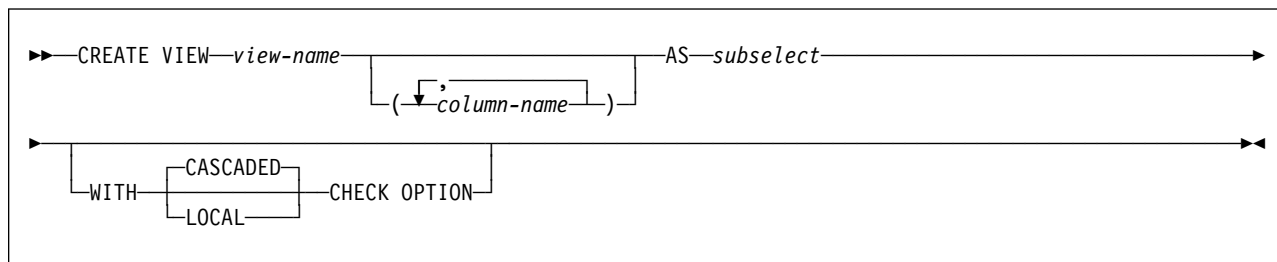 CREATE VIEW view-name AS subselect
,
( column-name )
CASCADED
WITH CHECK OPTION
LOCAL